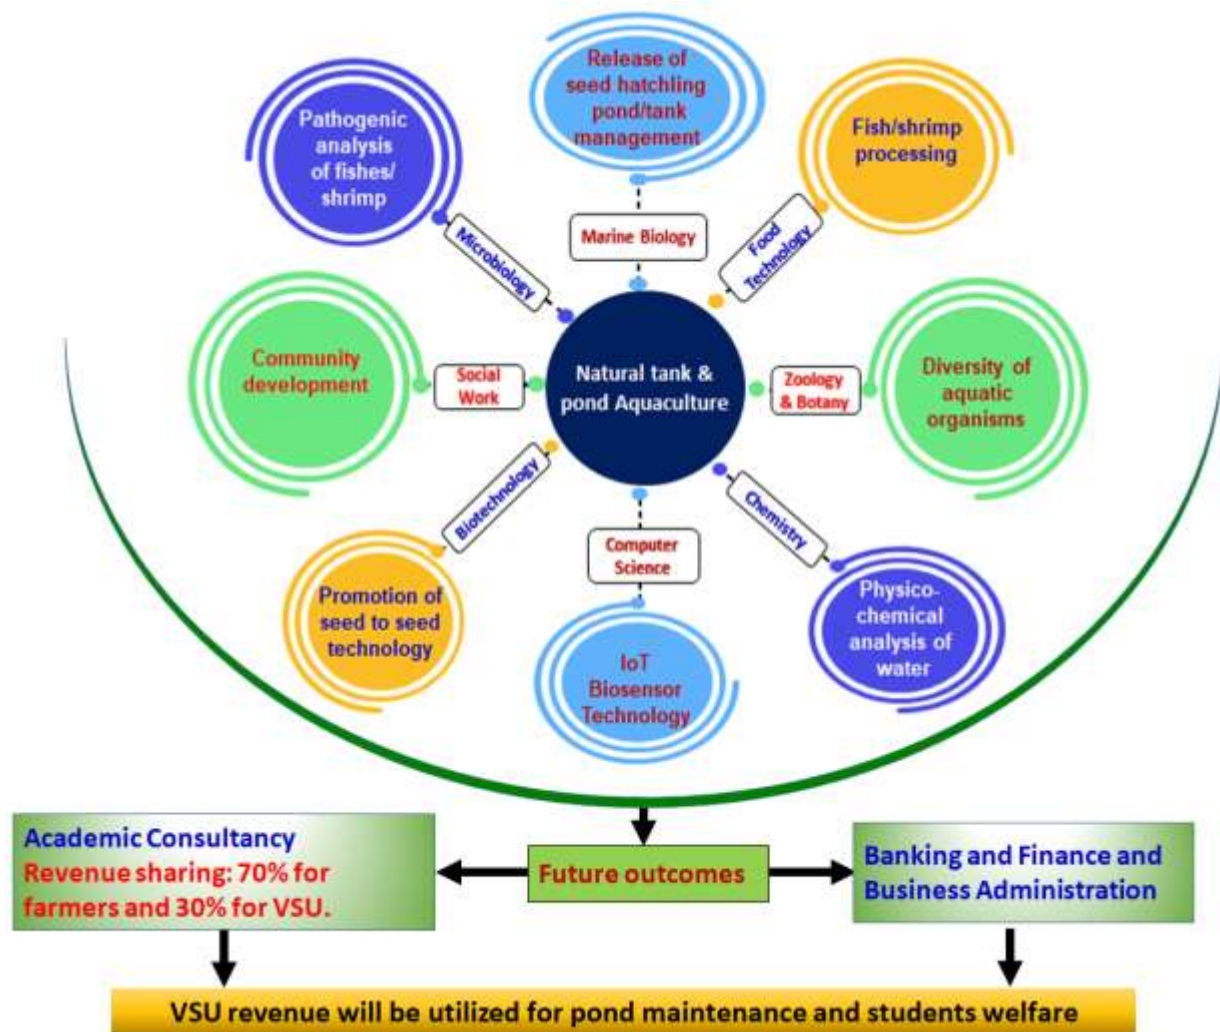 Release of
seed hatchling
pond/tank
management
Pathogenic
analysis
of fishes/
shrimp
Fish/shrimp
processing
Microbiology
Marine Biology
Food
Technology
Community
development
Social
Work
Natural tank &
pond Aquaculture
Zoology
& Botany
Diversity of
aquatic
organisms
Biotechnology
Computer
Science
Chemistry
Promotion of
seed to seed
technology
IoT
Biosensor
Technology
Physico-
chemical
analysis of
water
Academic Consultancy
Revenue sharing: 70% for
farmers and 30% for VSU.
Future outcomes
Banking and Finance and
Business Administration
VSU revenue will be utilized for pond maintenance and students welfare